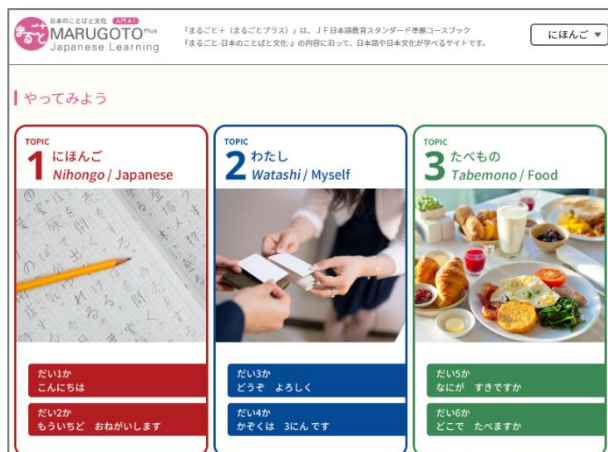 日本のことばと文化 入門 A1
まるごと+
MARUGOTO Plus
Japanese Learning
「まるごと+(まるごとプラス)」は、JF日本語教育スタンダード準拠コースブック
『まるごと-日本のことばと文化-』の内容に沿って、日本語や日本文化が学べるサイトです。
にほんご ▼
やってみよう
TOPIC
1 にほんご
Nihongo / Japanese
だい1か
こんにちは
だい2か
もういちど おねがいします
TOPIC
2 わたし
Watashi / Myself
だい3か
どうぞ よろしく
だい4か
かぞくは 3にん です
TOPIC
3 たべもの
Tabemono / Food
だい5か
なにが すきですか
だい6か
どこで たべますか